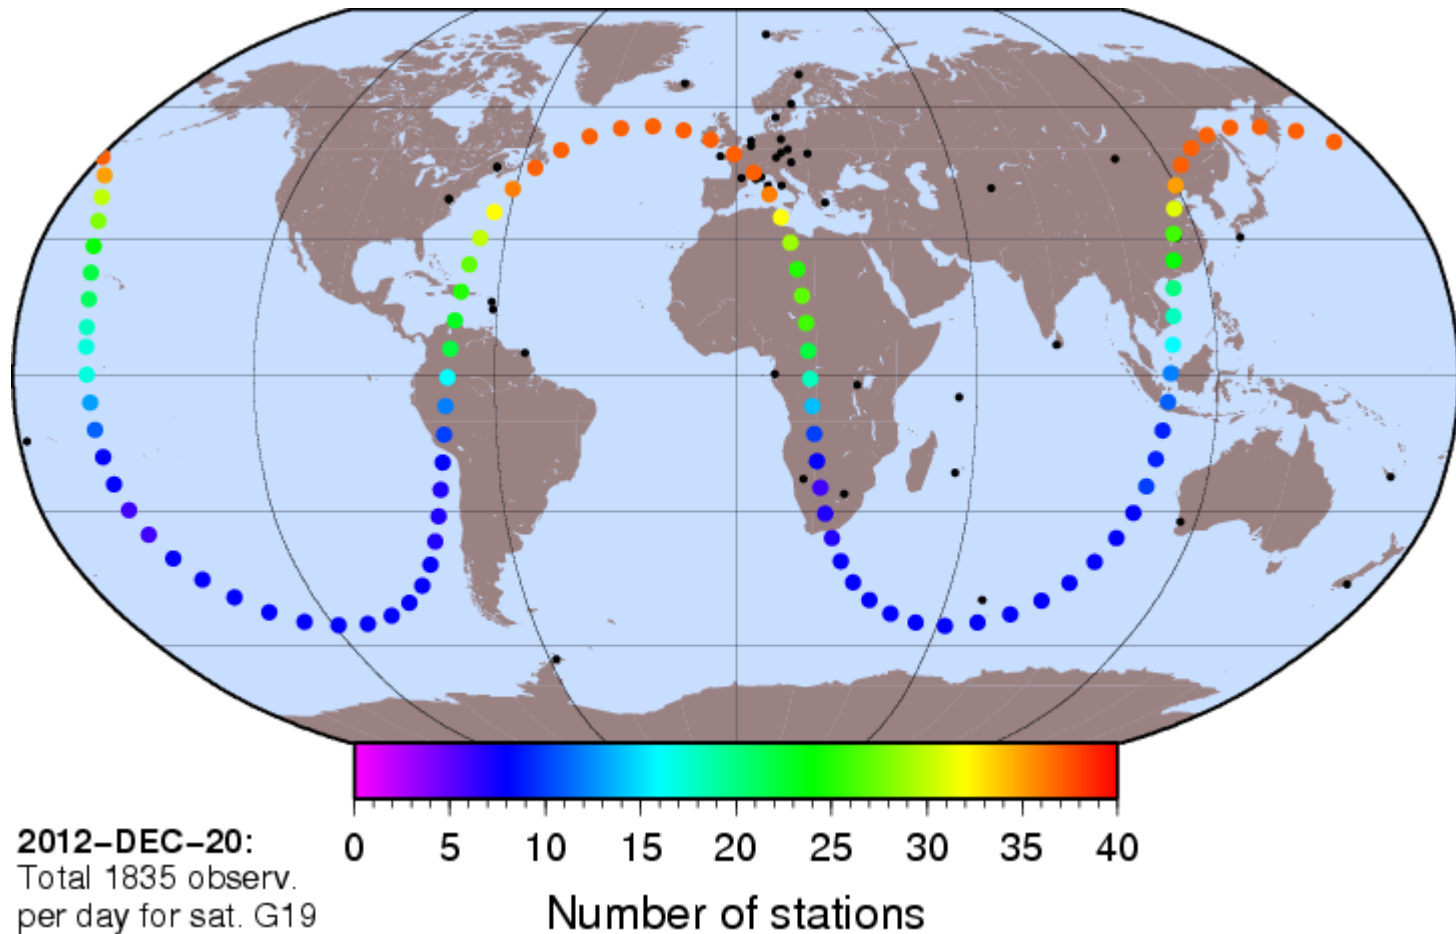 0 5 10 15 20 25 30 35 40
Number of stations
2012-DEC-20:
Total 1835 observ.
per day for sat. G19